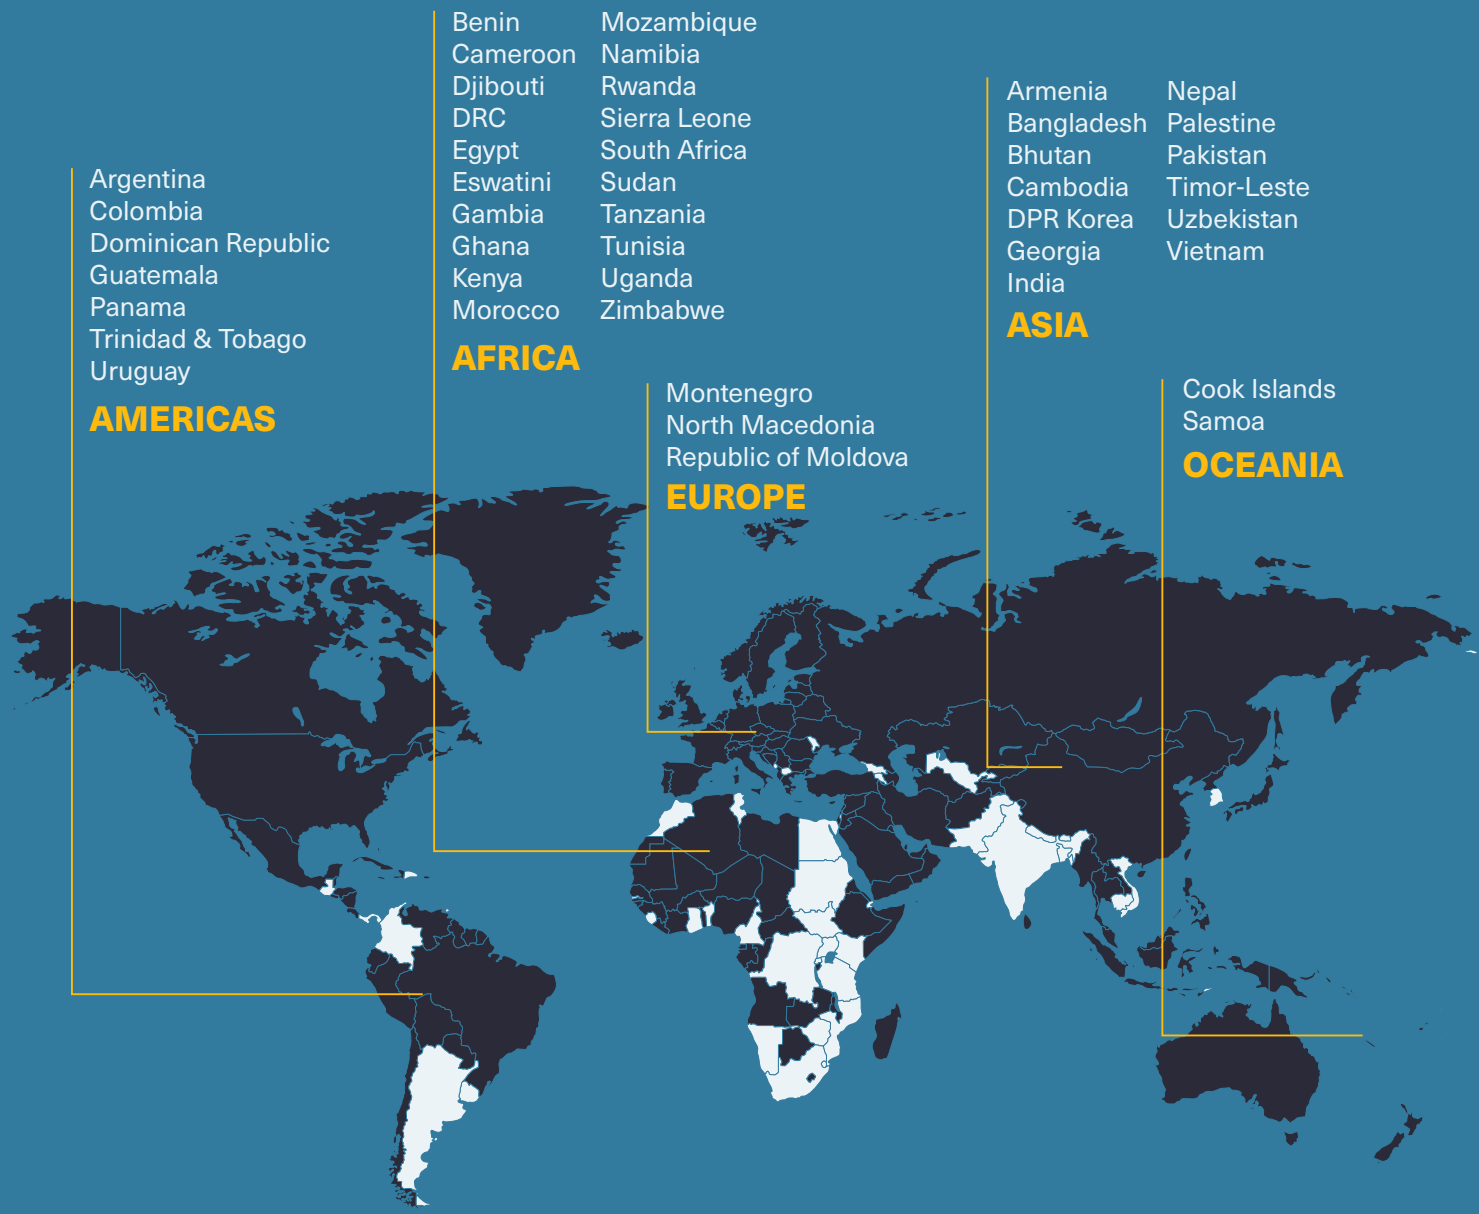 Argentina
Colombia
Dominican Republic
Guatemala
Panama
Trinidad & Tobago
Uruguay
AMERICAS
Benin
Cameroon
Djibouti
DRC
Egypt
Eswatini
Gambia
Ghana
Kenya
Morocco
Mozambique
Namibia
Rwanda
Sierra Leone
South Africa
Sudan
Tanzania
Tunisia
Uganda
Zimbabwe
AFRICA
Montenegro
North Macedonia
Republic of Moldova
EUROPE
Armenia
Bangladesh
Bhutan
Cambodia
DPR Korea
Georgia
India
Nepal
Palestine
Pakistan
Timor-Leste
Uzbekistan
Vietnam
ASIA
Cook Islands
Samoa
OCEANIA